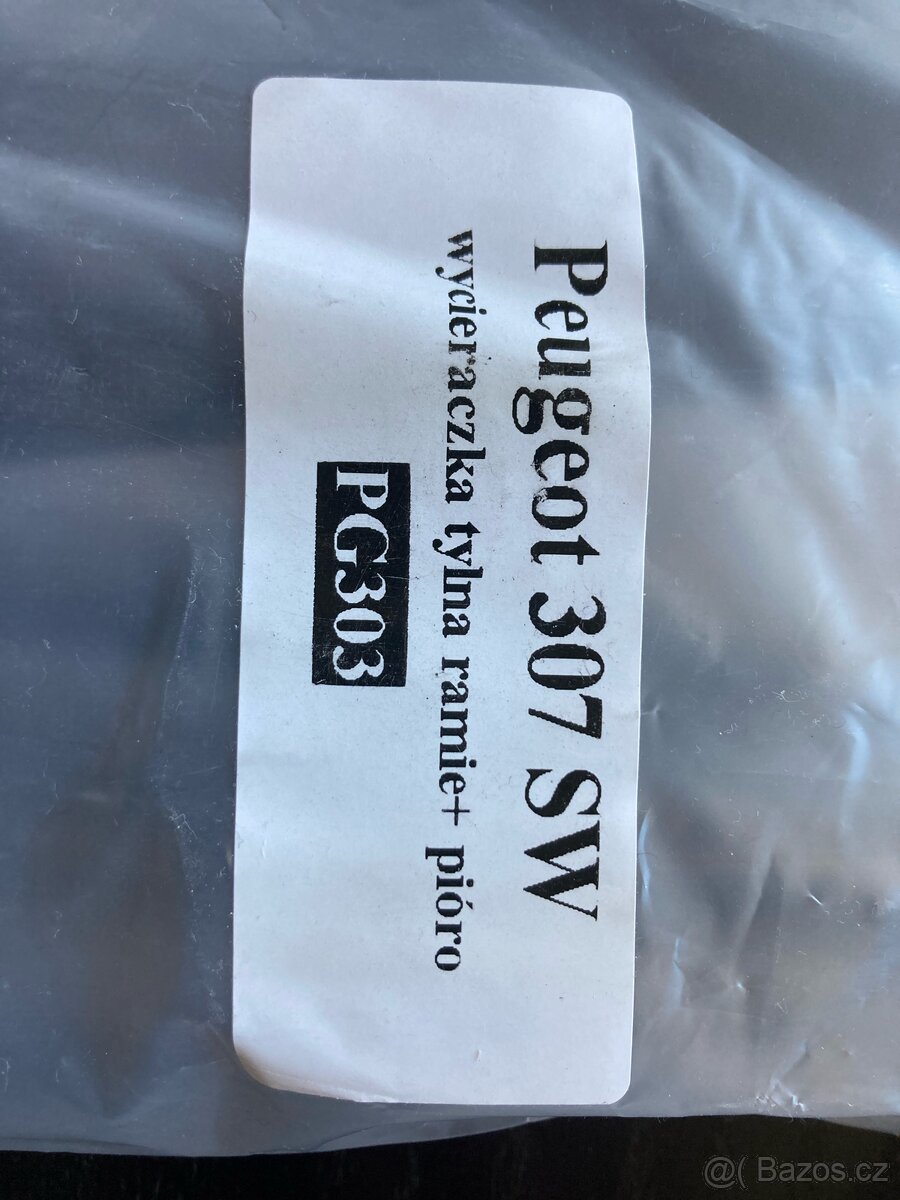 Peugeot 307 SW
wycieraczka tylna ramie+ pióro
PG303
@( Bazos.cz